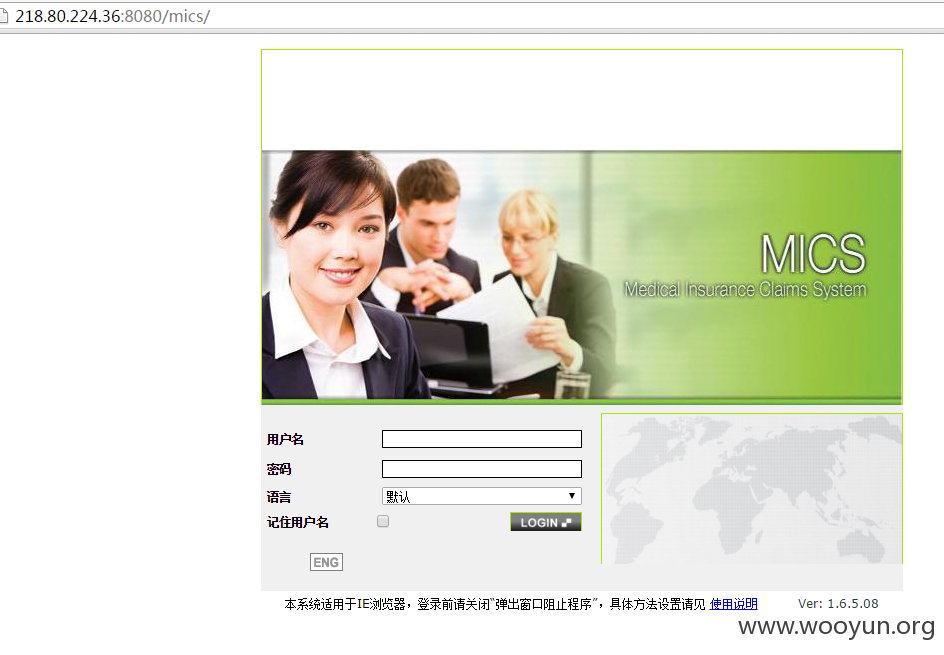 218.80.224.36:8080/mics/
MICS
Medical Insurance Claims System
用户名
密码
语言 默认
记住用户名 LOGIN
ENG
本系统适用于IE浏览器，登录前请关闭“弹出窗口阻止程序”，具体方法设置请见 使用说明 Ver: 1.6.5.08
www.wooyun.org